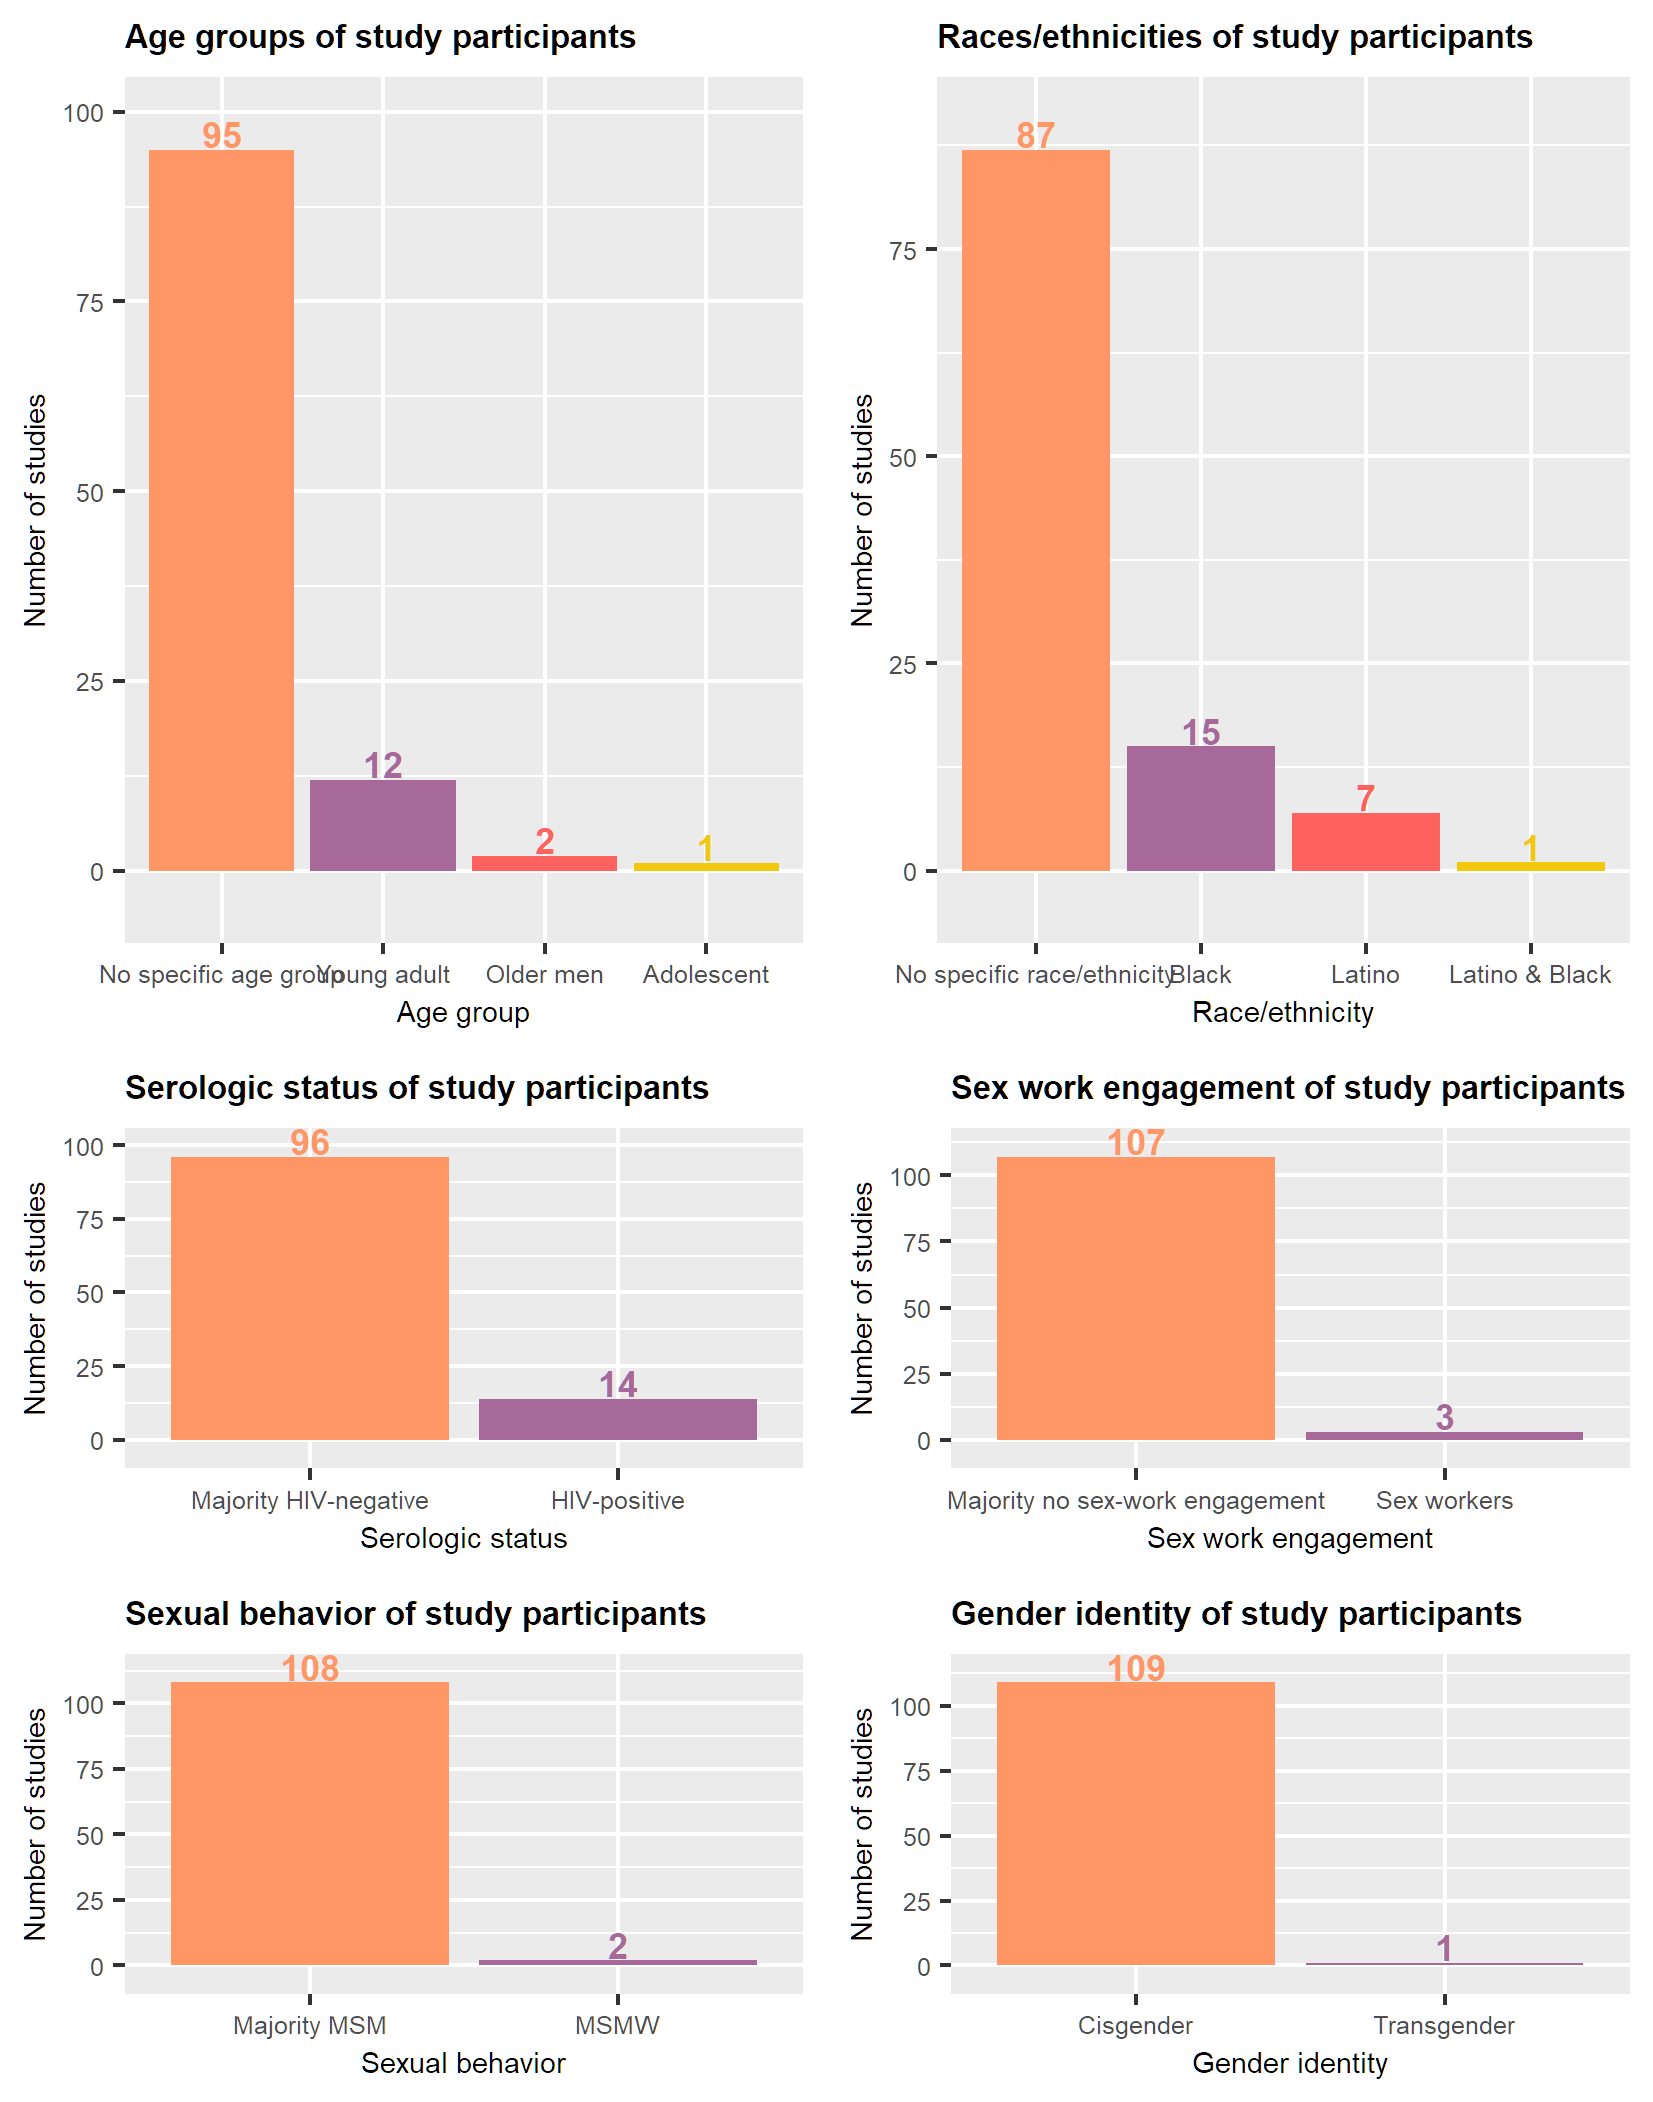 Age groups of study participants
Number of studies
100
75
50
25
0
95
12
2
1
No specific age group
Young adult
Older men
Adolescent
Age group
Races/ethnicities of study participants
Number of studies
75
50
25
0
87
15
7
1
No specific race/ethnicity
Black
Latino
Latino & Black
Race/ethnicity
Serologic status of study participants
Number of studies
100
75
50
25
0
96
14
Majority HIV-negative
HIV-positive
Serologic status
Sex work engagement of study participants
Number of studies
100
75
50
25
0
107
3
Majority no sex-work engagement
Sex workers
Sex work engagement
Sexual behavior of study participants
Number of studies
100
75
50
25
0
108
2
Majority MSM
MSMW
Sexual behavior
Gender identity of study participants
Number of studies
100
75
50
25
0
109
1
Cisgender
Transgender
Gender identity